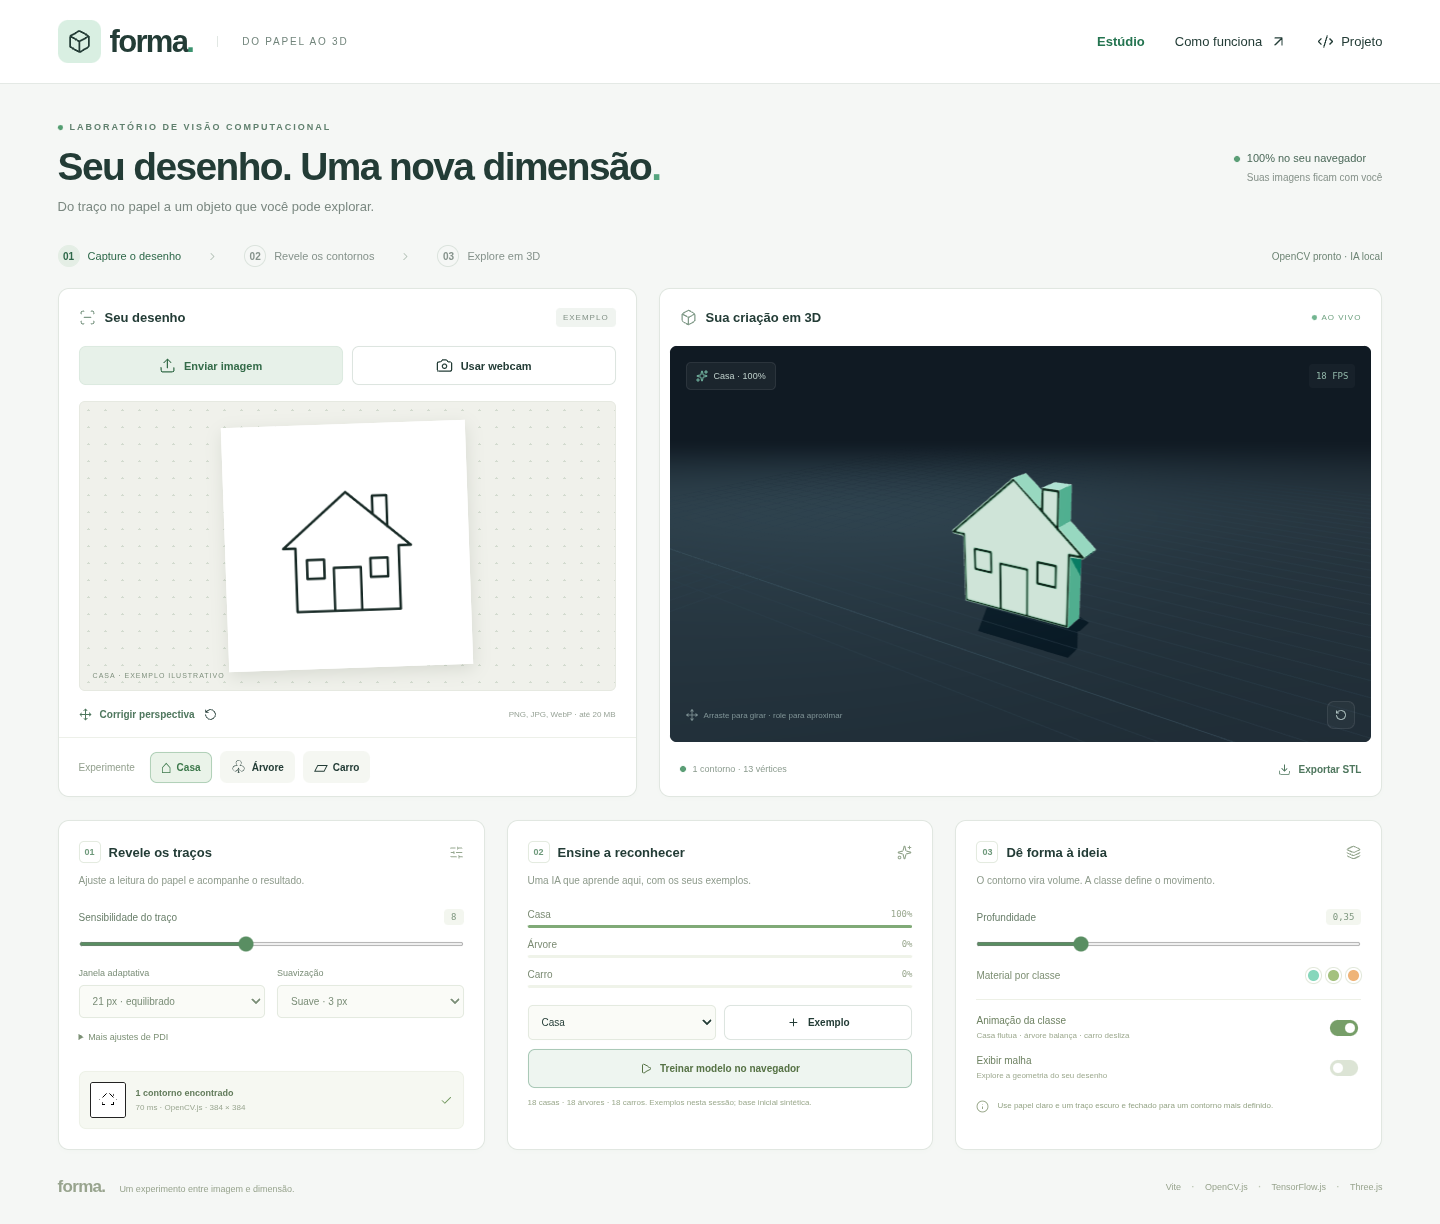 forma.
DO PAPEL AO 3D
Estúdio
Como funciona
Projeto
LABORATÓRIO DE VISÃO COMPUTACIONAL
Seu desenho. Uma nova dimensão.
Do traço no papel a um objeto que você pode explorar.
100% no seu navegador
Suas imagens ficam com você
01 Capture o desenho
02 Revele os contornos
03 Explore em 3D
OpenCV pronto · IA local
Seu desenho
EXEMPLO
Enviar imagem
Usar webcam
CASA · EXEMPLO ILUSTRATIVO
Corrigir perspectiva
PNG, JPG, WebP · até 20 MB
Experimente
Casa
Árvore
Carro
Sua criação em 3D
AO VIVO
Casa · 100%
18 FPS
Arraste para girar · role para aproximar
1 contorno · 13 vértices
Exportar STL
01 Revele os traços
Ajuste a leitura do papel e acompanhe o resultado.
Sensibilidade do traço
8
Janela adaptativa
Suavização
21 px · equilibrado
Suave · 3 px
Mais ajustes de PDI
1 contorno encontrado
70 ms · OpenCV.js · 384 × 384
02 Ensine a reconhecer
Uma IA que aprende aqui, com os seus exemplos.
Casa 100%
Árvore 0%
Carro 0%
Casa
Exemplo
Treinar modelo no navegador
18 casas · 18 árvores · 18 carros. Exemplos nesta sessão; base inicial sintética.
03 Dê forma à ideia
O contorno vira volume. A classe define o movimento.
Profundidade
0,35
Material por classe
Animação da classe
Casa flutua · árvore balança · carro desliza
Exibir malha
Explore a geometria do seu desenho
Use papel claro e um traço escuro e fechado para um contorno mais definido.
forma.
Um experimento entre imagem e dimensão.
Vite · OpenCV.js · TensorFlow.js · Three.js